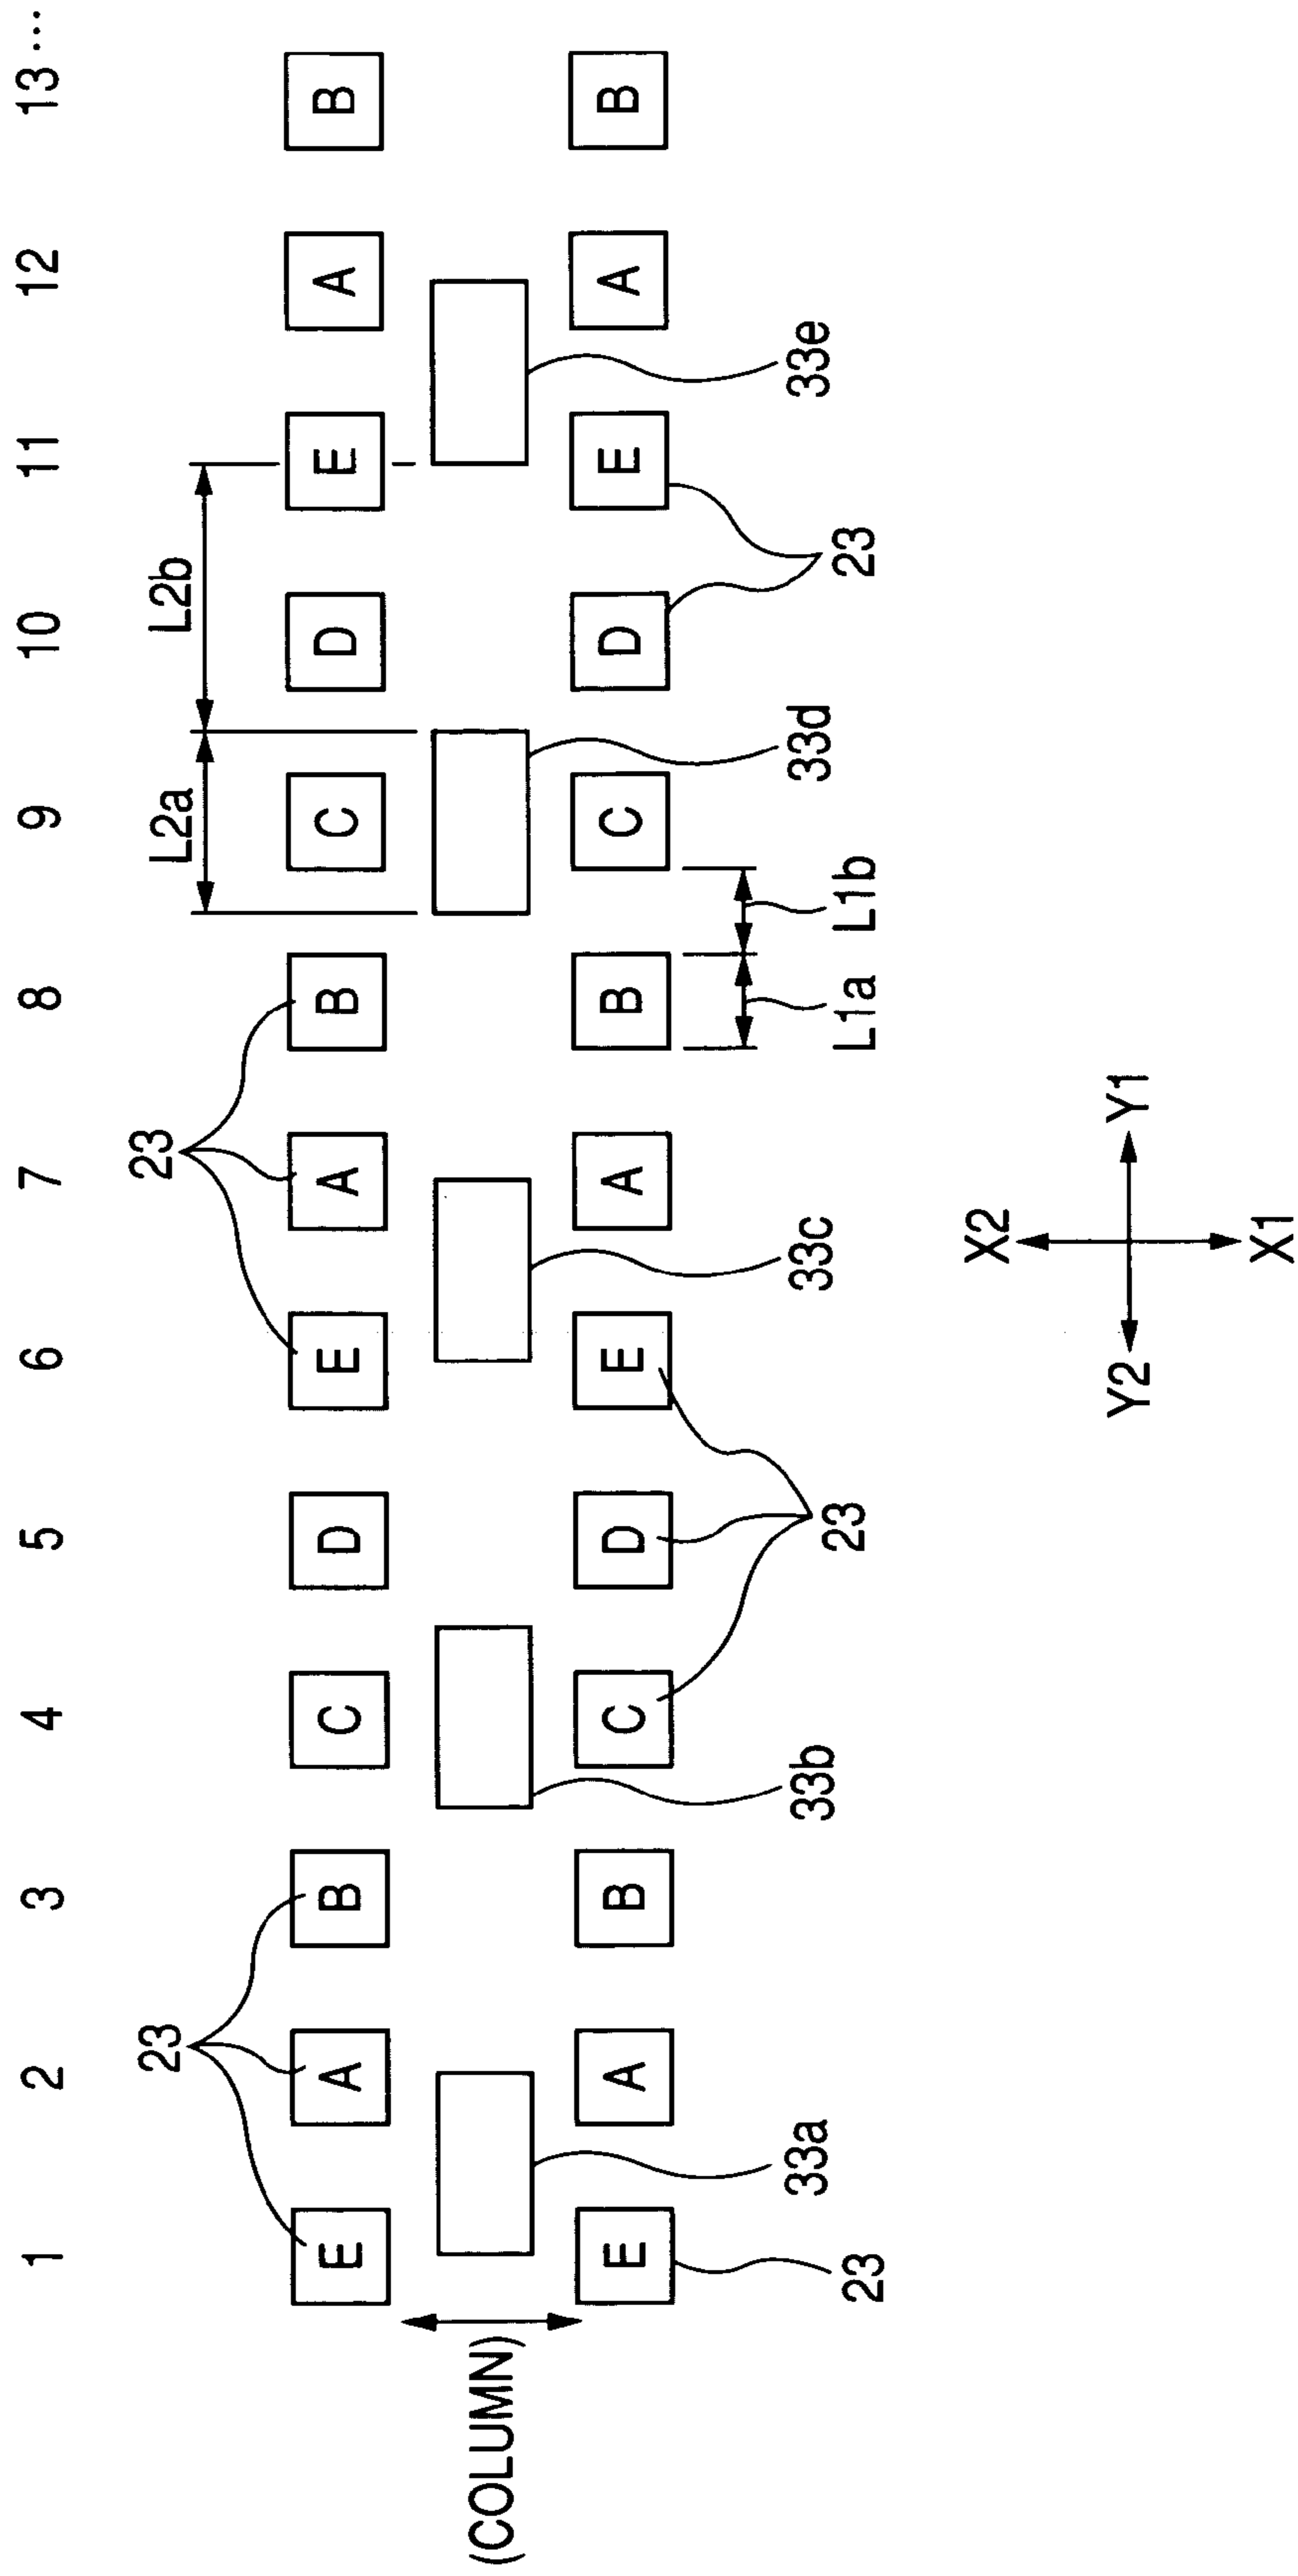 1 2 3 4 5 6 7 8 9 10 11 12 13 ...
23 23 L2a L2b
E A B C D E A B C D E A B
(COLUMN)
E A B C D E A B C D E A B
23 33a 33b 23 33c L1a L1b 33d 23 33e
X2
Y2 Y1
X1